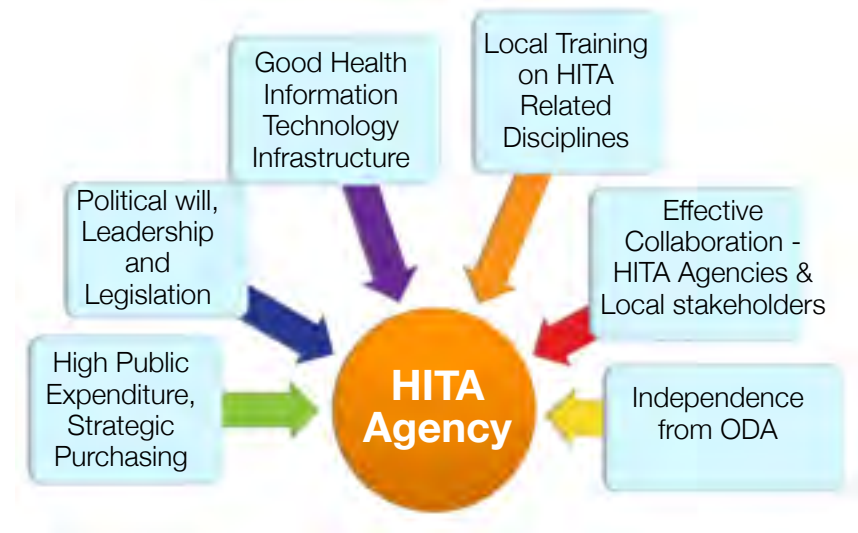 Good Health
Information
Technology
Infrastructure
Local Training
on HITA
Related
Disciplines
Political will,
Leadership
and
Legislation
Effective
Collaboration -
HITA Agencies &
Local stakeholders
High Public
Expenditure,
Strategic
Purchasing
HITA
Agency
Independence
from ODA